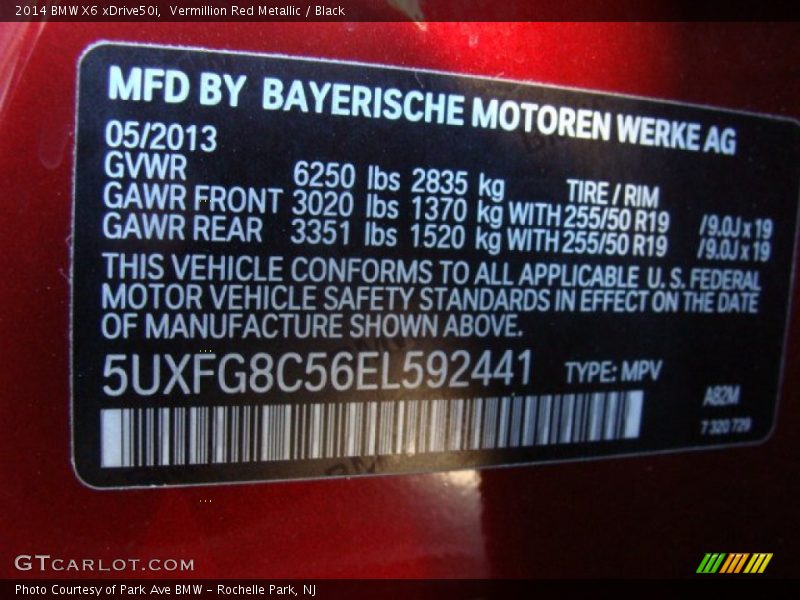 2014 BMW X6 xDrive50i, Vermillion Red Metallic / Black
MFD BY BAYERISCHE MOTOREN WERKE AG
05/2013
GVWR 6250 lbs 2835 kg TIRE / RIM
GAWR FRONT 3020 lbs 1370 kg WITH 255/50 R19 /9.0J x 19
GAWR REAR 3351 lbs 1520 kg WITH 255/50 R19 /9.0J x 19
THIS VEHICLE CONFORMS TO ALL APPLICABLE U.S. FEDERAL
MOTOR VEHICLE SAFETY STANDARDS IN EFFECT ON THE DATE
OF MANUFACTURE SHOWN ABOVE.
5UXFG8C56EL592441 TYPE: MPV
A82M
7 320 729
GTCARLOT.COM
Photo Courtesy of Park Ave BMW - Rochelle Park, NJ